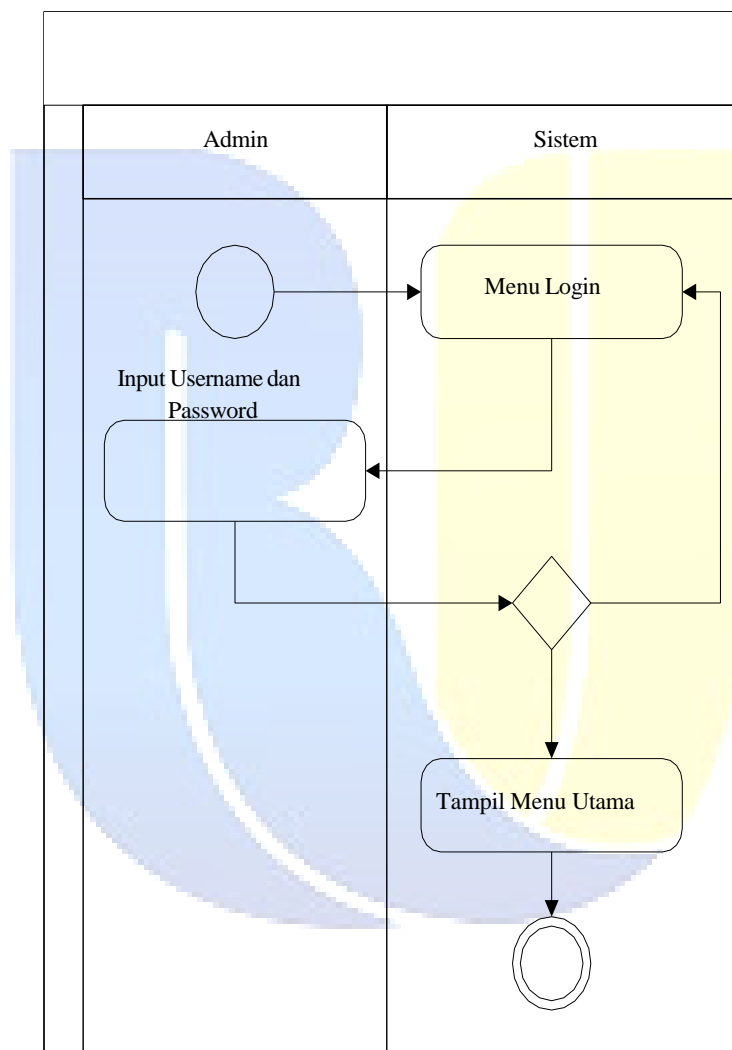 Admin
Sistem
Menu Login
Input Username dan
Password
Tampil Menu Utama